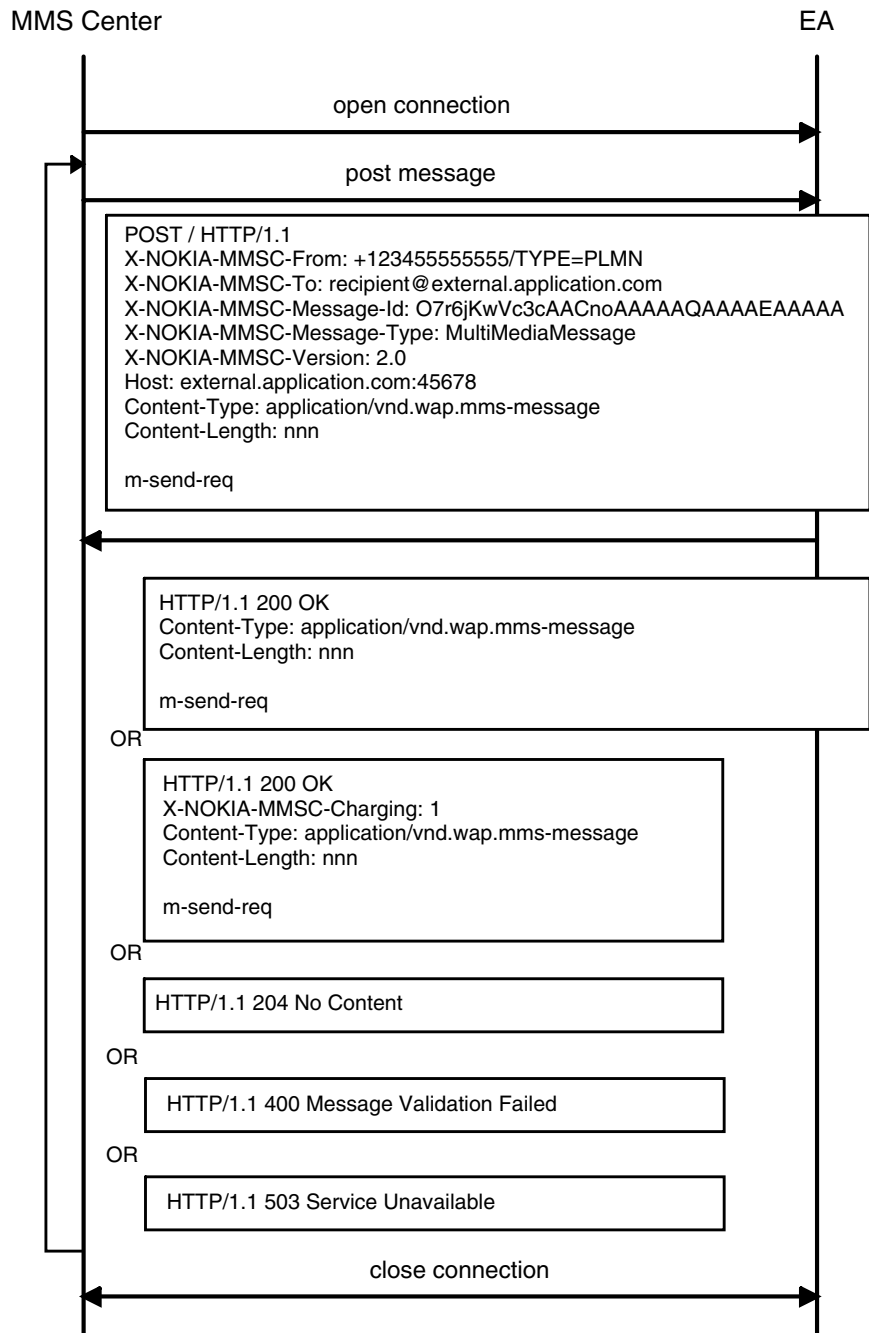 MMS Center
EA
open connection
post message
POST / HTTP/1.1
X-NOKIA-MMSC-From: +123455555555/TYPE=PLMN
X-NOKIA-MMSC-To: recipient@external.application.com
X-NOKIA-MMSC-Message-Id: O7r6jKwVc3cAACnoAAAAAQAAAAEAAAAA
X-NOKIA-MMSC-Message-Type: MultiMediaMessage
X-NOKIA-MMSC-Version: 2.0
Host: external.application.com:45678
Content-Type: application/vnd.wap.mms-message
Content-Length: nnn
m-send-req
HTTP/1.1 200 OK
Content-Type: application/vnd.wap.mms-message
Content-Length: nnn
m-send-req
OR
HTTP/1.1 200 OK
X-NOKIA-MMSC-Charging: 1
Content-Type: application/vnd.wap.mms-message
Content-Length: nnn
m-send-req
OR
HTTP/1.1 204 No Content
OR
HTTP/1.1 400 Message Validation Failed
OR
HTTP/1.1 503 Service Unavailable
close connection